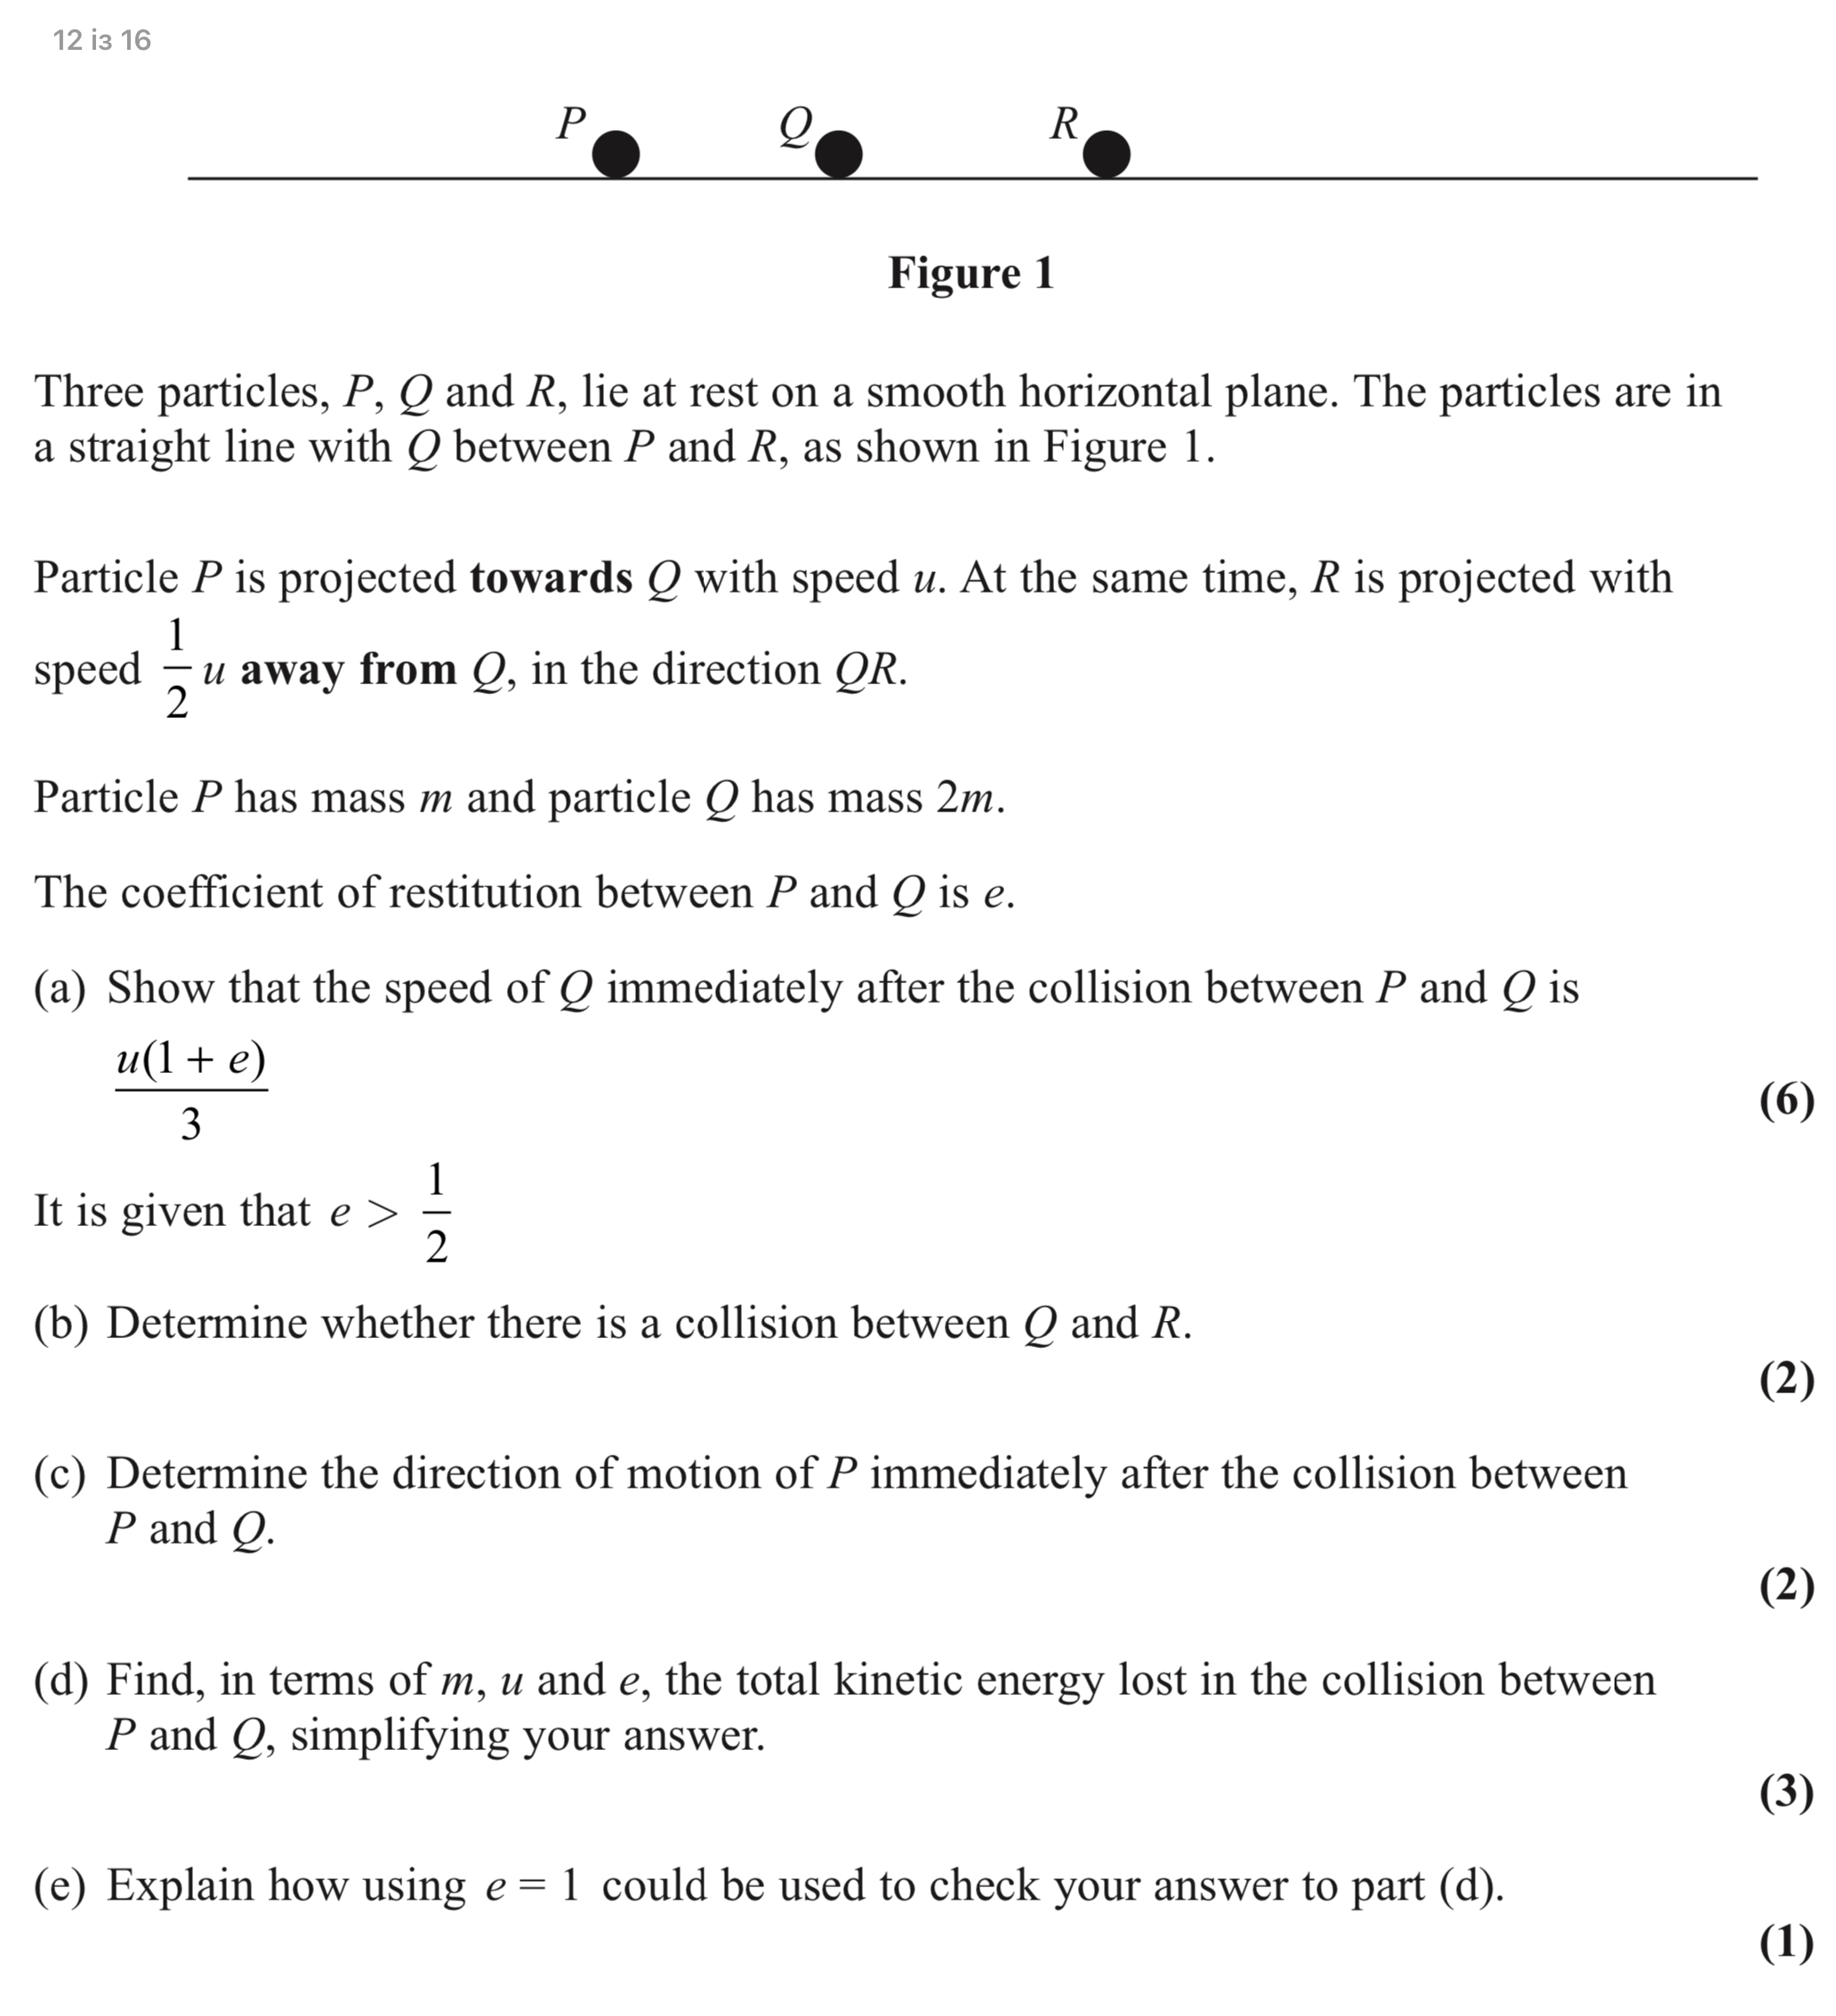 12 із 16
P Q R
Figure 1
Three particles, P, Q and R, lie at rest on a smooth horizontal plane. The particles are in
a straight line with Q between P and R, as shown in Figure 1.
Particle P is projected towards Q with speed u. At the same time, R is projected with
speed 1/2 u away from Q, in the direction QR.
Particle P has mass m and particle Q has mass 2m.
The coefficient of restitution between P and Q is e.
(a) Show that the speed of Q immediately after the collision between P and Q is
u(1 + e)/3
(6)
It is given that e > 1/2
(b) Determine whether there is a collision between Q and R.
(2)
(c) Determine the direction of motion of P immediately after the collision between
P and Q.
(2)
(d) Find, in terms of m, u and e, the total kinetic energy lost in the collision between
P and Q, simplifying your answer.
(3)
(e) Explain how using e = 1 could be used to check your answer to part (d).
(1)